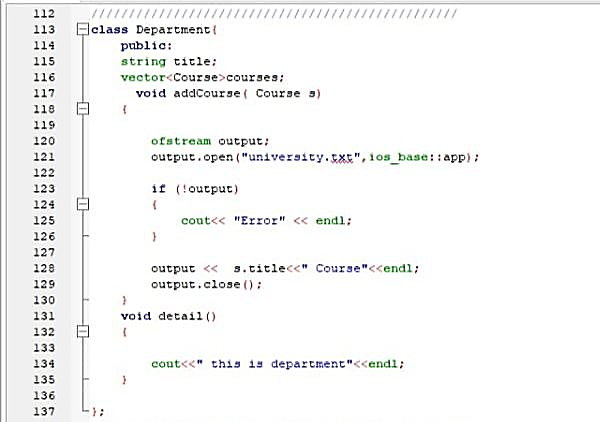 112 /////////////////////////////////////////////////
113 class Department{
114 public:
115 string title;
116 vector<Course>courses;
117 void addCourse( Course s)
118 {
119
120 ofstream output;
121 output.open("university.txt",ios_base::app);
122
123 if (!output)
124 {
125 cout<< "Error" << endl;
126 }
127
128 output << s.title<<" Course"<<endl;
129 output.close();
130 }
131 void detail()
132 {
133
134 cout<<" this is department"<<endl;
135 }
136
137 };